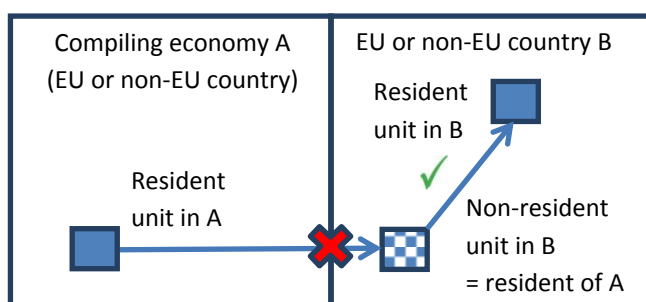 Compiling economy A
(EU or non-EU country)
EU or non-EU country B
Resident
unit in B
Resident
unit in A
Non-resident
unit in B
= resident of A